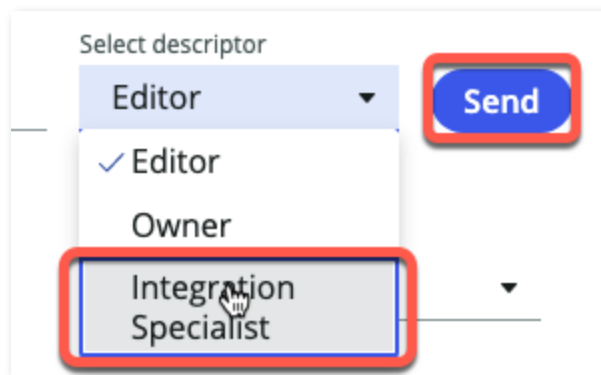 Select descriptor
Editor
Send
Editor
Owner
Integration
Specialist